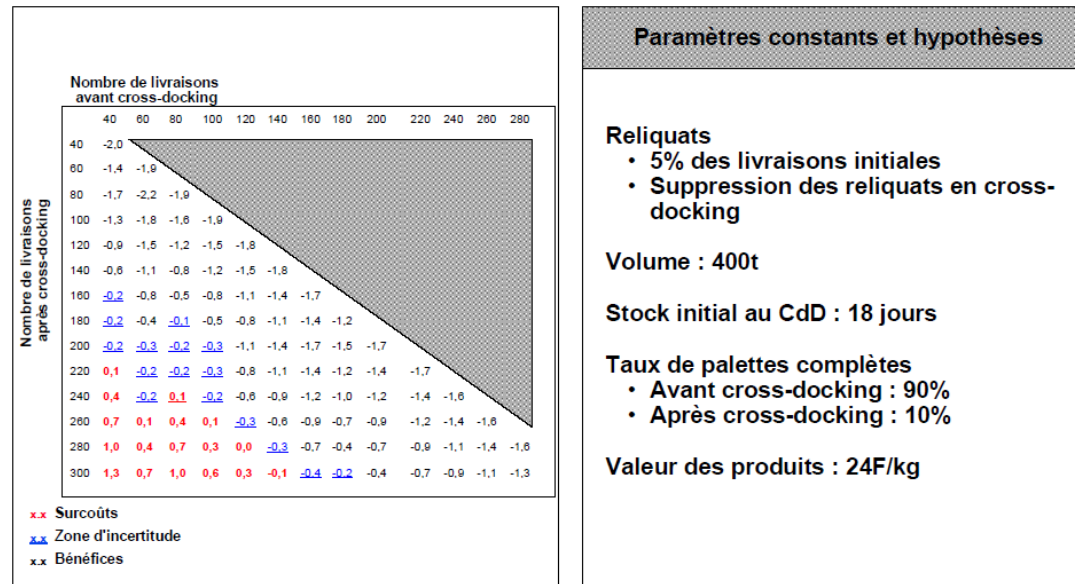 Nombre de livraisons
avant cross-docking
40 60 80 100 120 140 160 180 200 220 240 260 280
Nombre de livraisons
après cross-docking
40 -2,0
60 -1,4 -1,9
80 -1,7 -2,2 -1,9
100 -1,3 -1,8 -1,6 -1,9
120 -0,9 -1,5 -1,2 -1,5 -1,8
140 -0,6 -1,1 -0,8 -1,2 -1,5 -1,8
160 -0,2 -0,8 -0,5 -0,8 -1,1 -1,4 -1,7
180 -0,2 -0,4 -0,1 -0,5 -0,8 -1,1 -1,4 -1,2
200 -0,2 -0,3 -0,2 -0,3 -1,1 -1,4 -1,7 -1,5 -1,7
220 0,1 -0,2 -0,2 -0,3 -0,8 -1,1 -1,4 -1,2 -1,4 -1,7
240 0,4 -0,2 0,1 -0,2 -0,6 -0,9 -1,2 -1,0 -1,2 -1,4 -1,6
260 0,7 0,1 0,4 0,1 -0,3 -0,6 -0,9 -0,7 -0,9 -1,2 -1,4 -1,6
280 1,0 0,4 0,7 0,3 0,0 -0,3 -0,7 -0,4 -0,7 -0,9 -1,1 -1,4 -1,6
300 1,3 0,7 1,0 0,6 0,3 -0,1 -0,4 -0,2 -0,4 -0,7 -0,9 -1,1 -1,3
x.x Surcoûts
x.x Zone d'incertitude
x.x Bénéfices
Paramètres constants et hypothèses
Reliquats
• 5% des livraisons initiales
• Suppression des reliquats en cross-
docking
Volume : 400t
Stock initial au CdD : 18 jours
Taux de palettes complètes
• Avant cross-docking : 90%
• Après cross-docking : 10%
Valeur des produits : 24F/kg